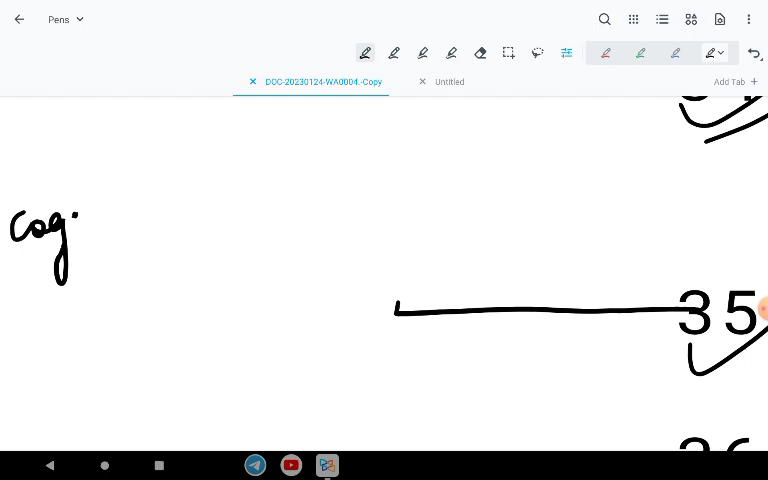 Pens
DOC-20230124-WA0004.-Copy
Untitled
Add Tab
cog.
35